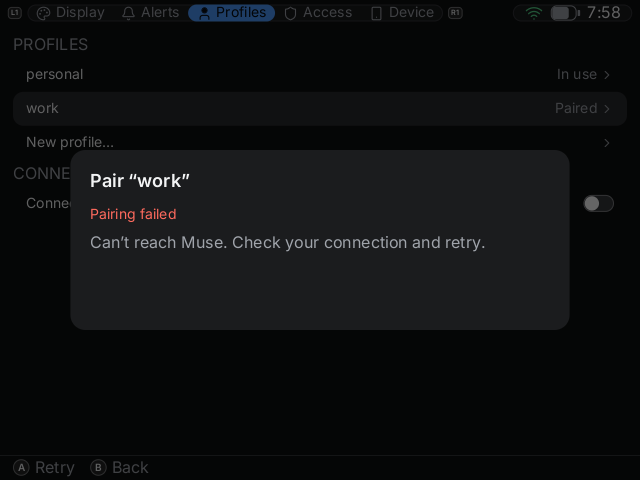 L1 Display Alerts Profiles Access Device R1 7:58
PROFILES
personal In use
work Paired
New profile...
CONNE
Pair “work”
Pairing failed
Connec
Can’t reach Muse. Check your connection and retry.
A Retry B Back